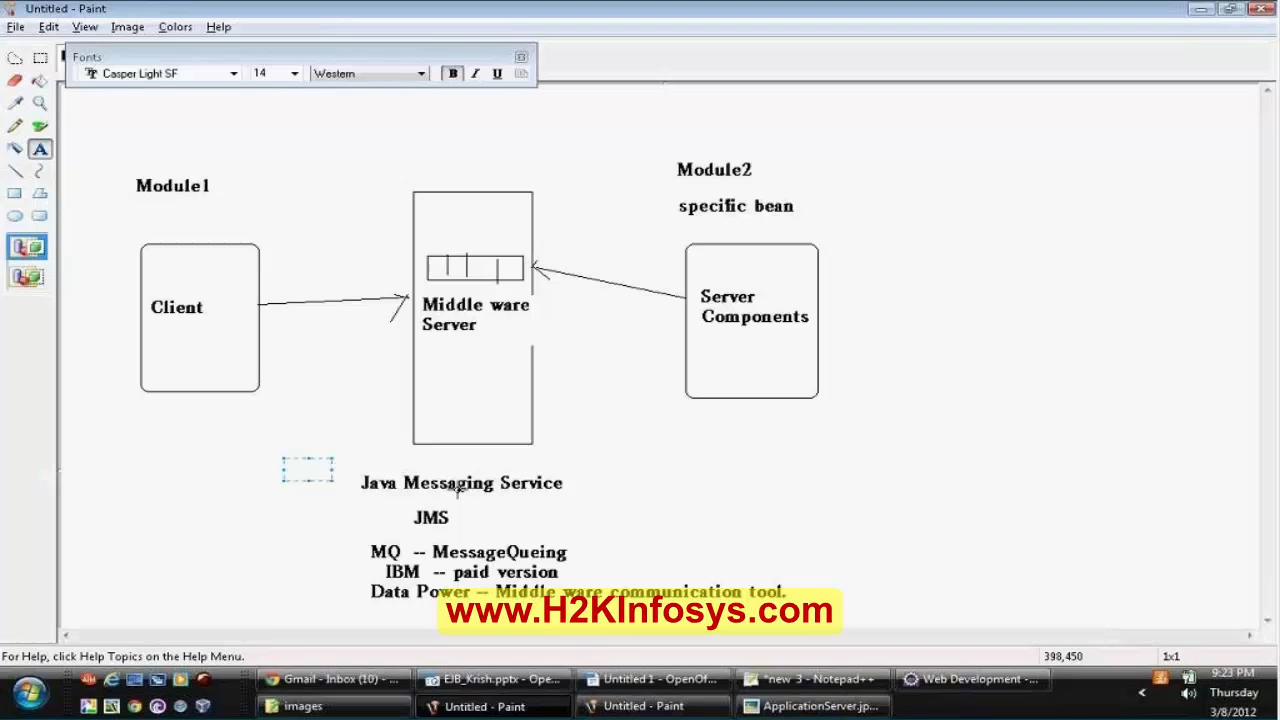 Untitled - Paint
File Edit View Image Colors Help
Fonts
Casper Light SF 14 Western B I U
A
Module1
Module2
specific bean
Client
Middle ware
Server
Server
Components
Java Messaging Service
JMS
MQ -- MessageQueing
IBM -- paid version
Data Power -- Middle ware communication tool.
www.H2KInfosys.com
For Help, click Help Topics on the Help Menu. 398,450 1x1
Gmail - Inbox (10) - ... EJB_Krish.pptx - Ope... Untitled 1 - OpenOf... *new 3 - Notepad++ Web Development -... 9:23 PM
Thursday
images Untitled - Paint Untitled - Paint ApplicationServer.jp...
3/8/2012